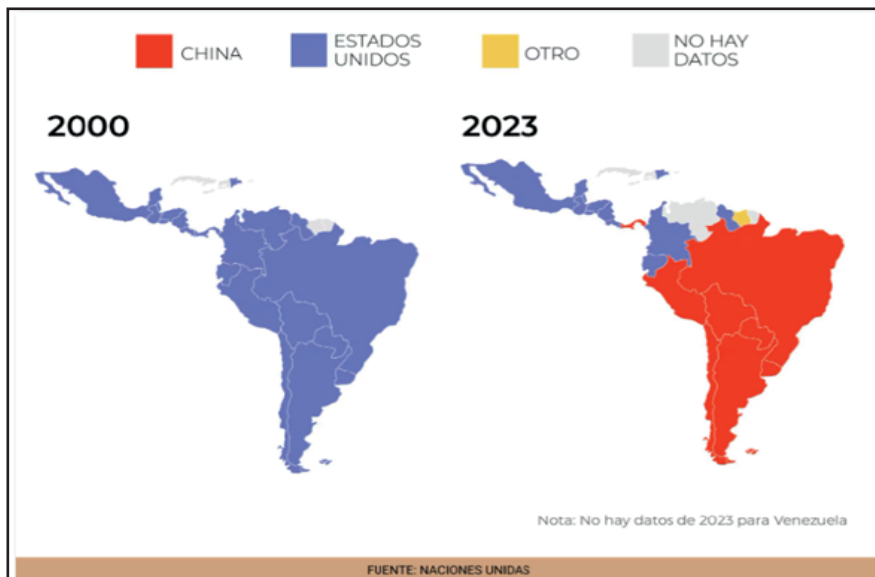 CHINA
ESTADOS
UNIDOS
OTRO
NO HAY
DATOS
2000
2023
Nota: No hay datos de 2023 para Venezuela
FUENTE: NACIONES UNIDAS